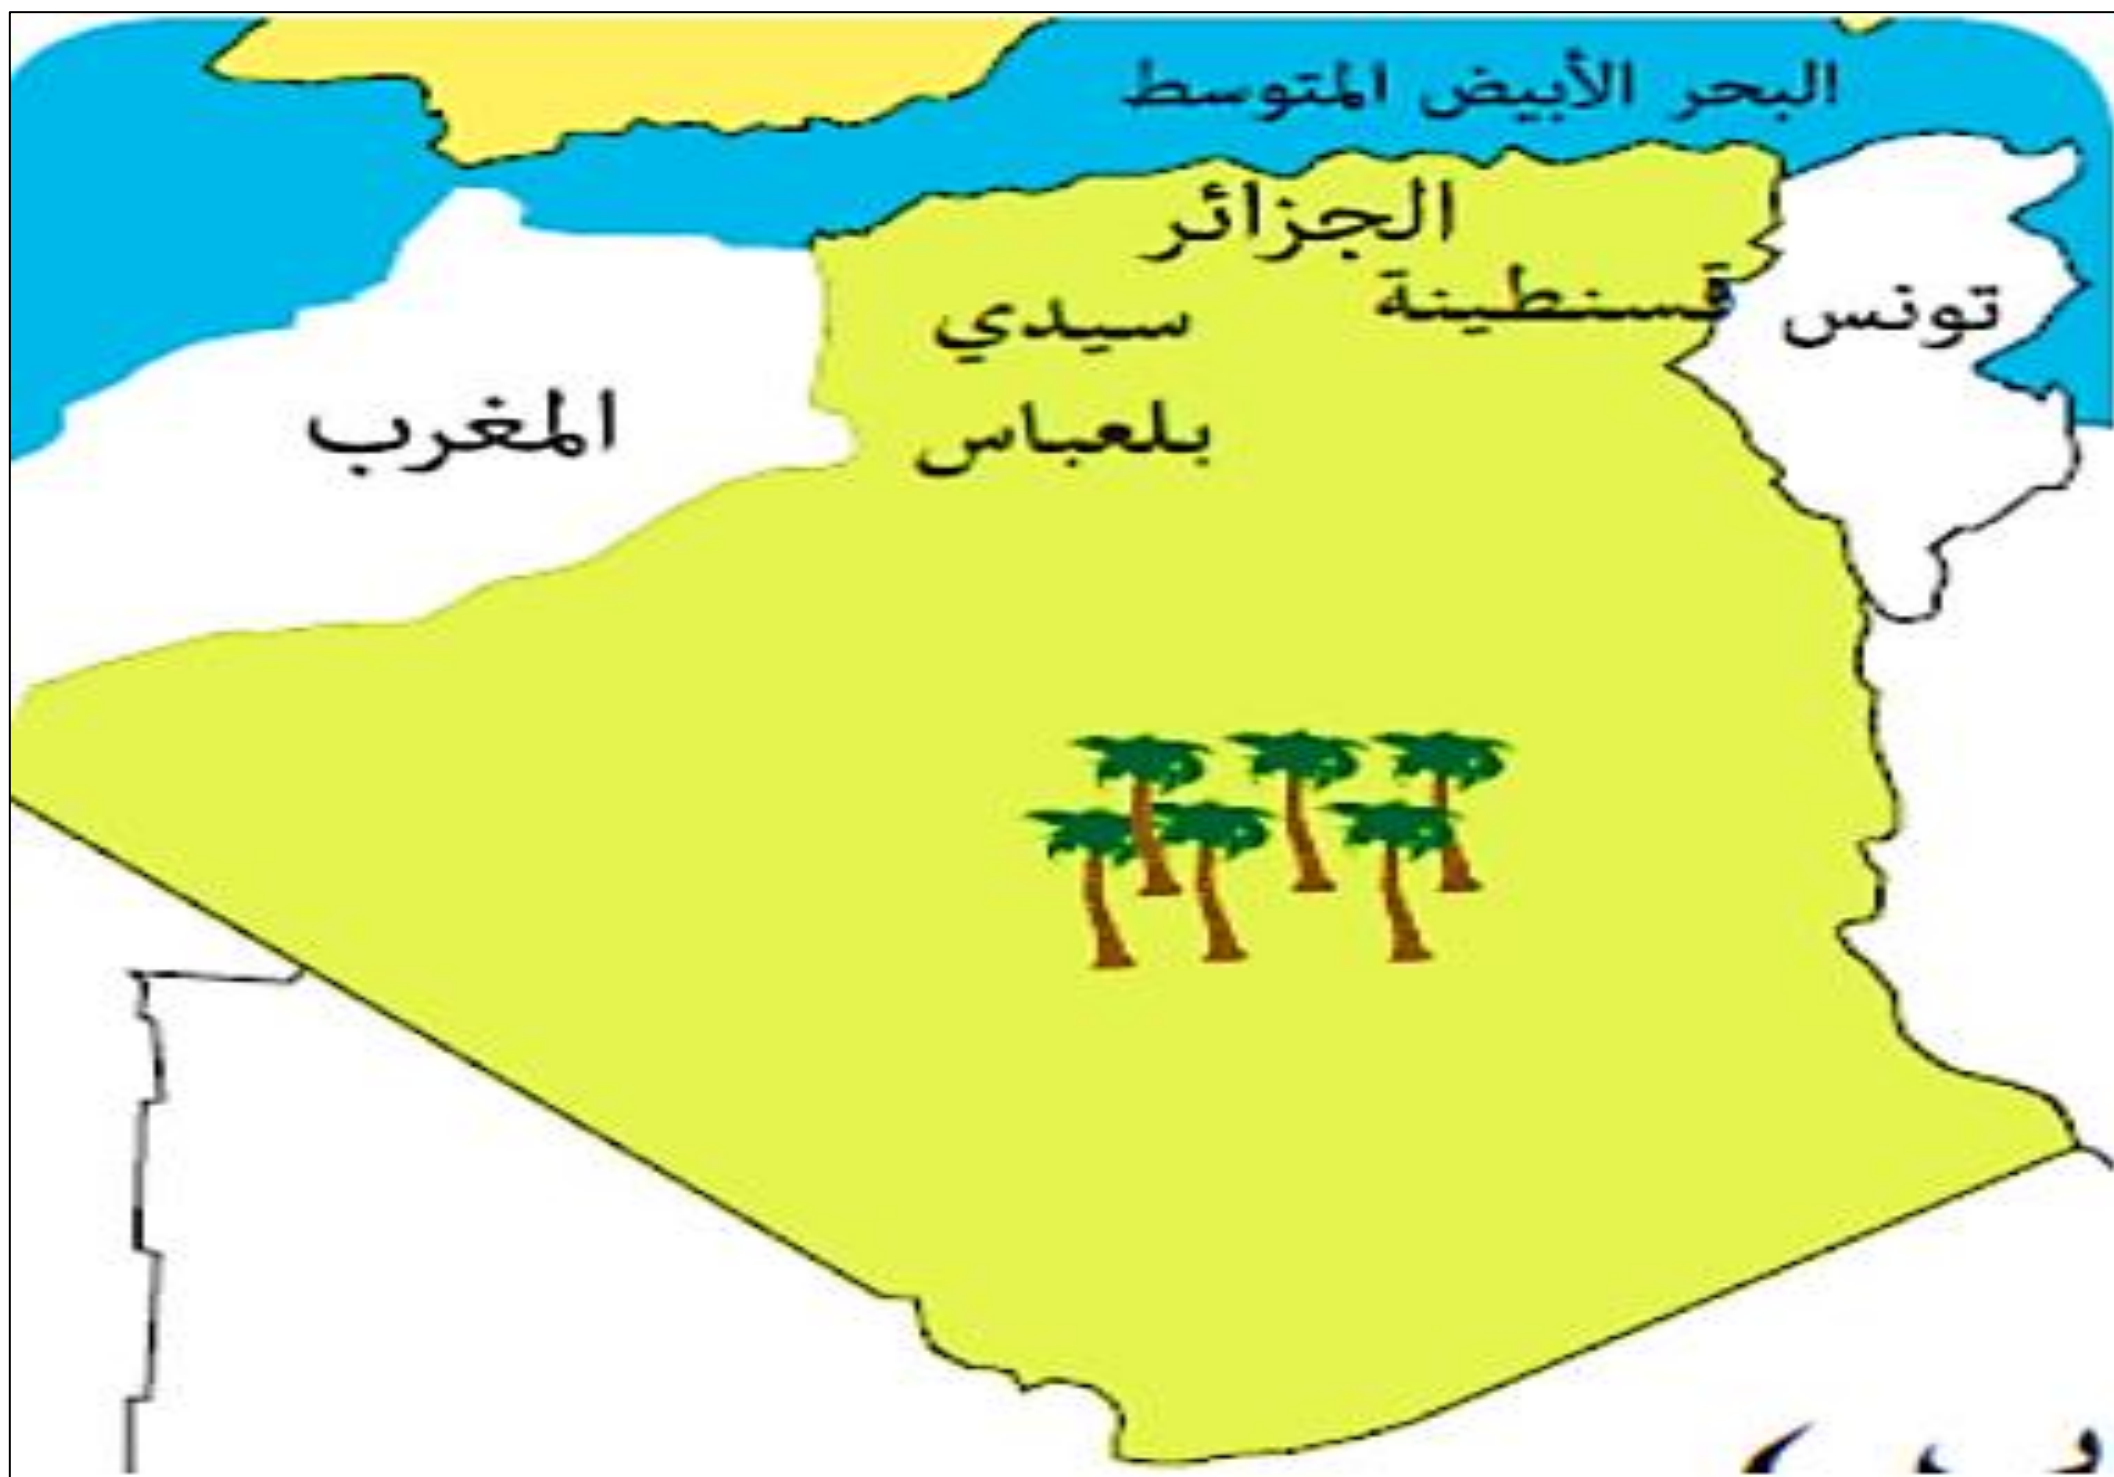 البحر الأبيض المتوسط
الجزائر
قسنطينة
تونس
سيدي
بلعباس
المغرب